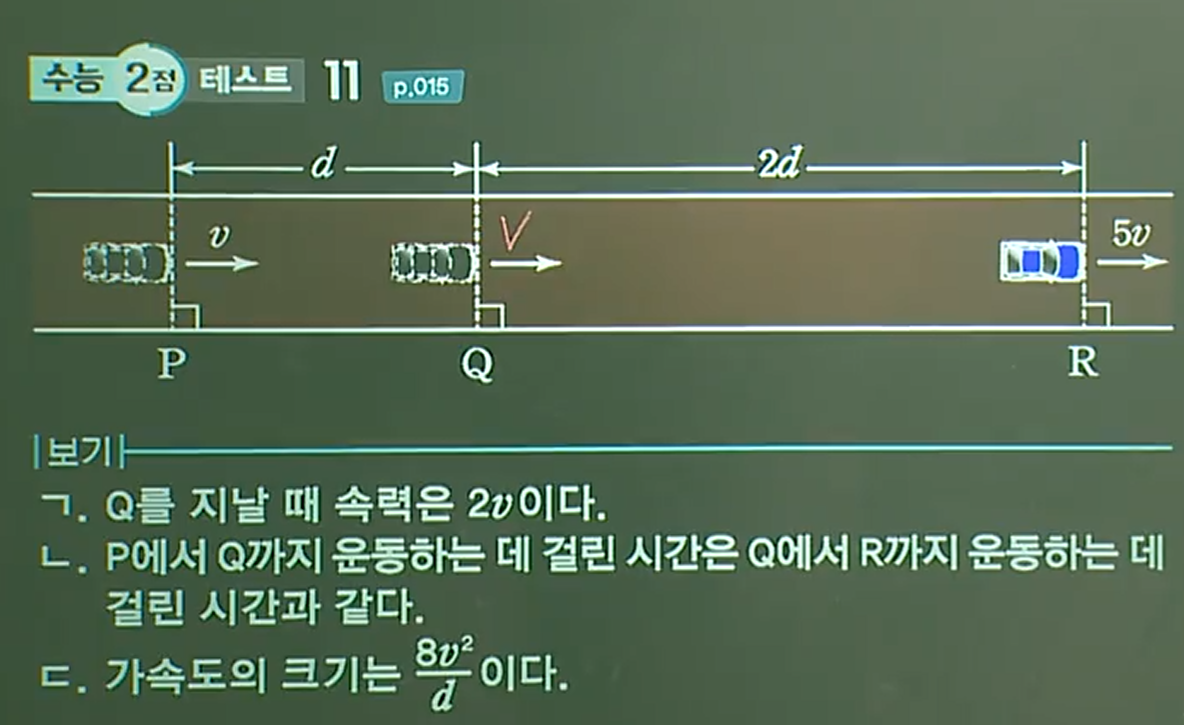 수능 2점 테스트 11 p.015
d 2d
v V 5v
P Q R
|보기|
ㄱ. Q를 지날 때 속력은 2v이다.
ㄴ. P에서 Q까지 운동하는 데 걸린 시간은 Q에서 R까지 운동하는 데
걸린 시간과 같다.
ㄷ. 가속도의 크기는 8v²/d 이다.